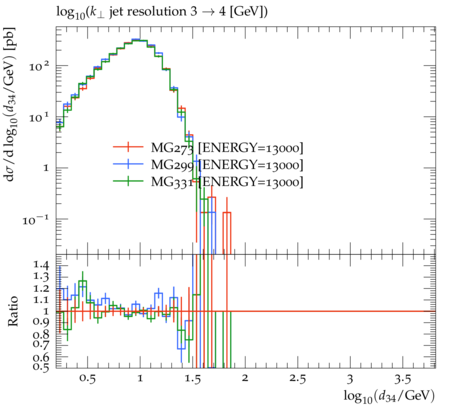 log₁₀(k⊥ jet resolution 3 → 4 [GeV])
dσ/d log₁₀(d₃₄/GeV) [pb]
10²
10¹
1
10⁻¹
MG273 [ENERGY=13000]
MG299 [ENERGY=13000]
MG331 [ENERGY=13000]
Ratio
1.4
1.3
1.2
1.1
1
0.9
0.8
0.7
0.6
0.5
0.5 1 1.5 2 2.5 3 3.5
log₁₀(d₃₄/GeV)